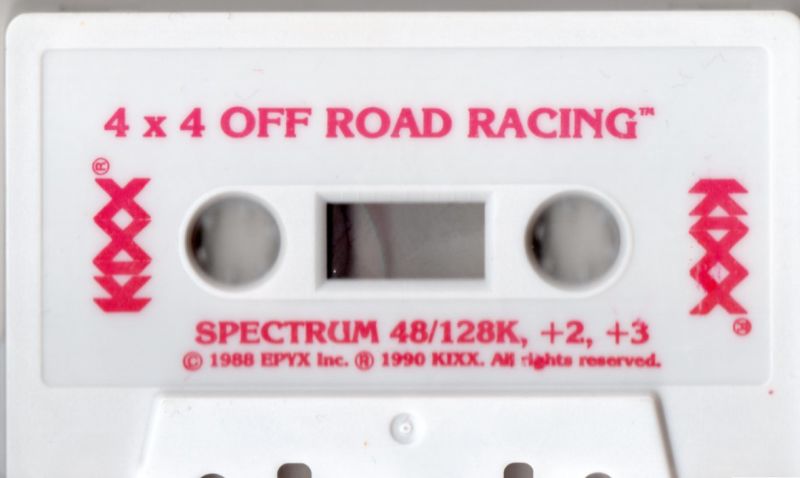 4 x 4 OFF ROAD RACING™
KIXX®
KIXX®
SPECTRUM 48/128K, +2, +3
© 1988 EPYX Inc. ® 1990 KIXX. All rights reserved.